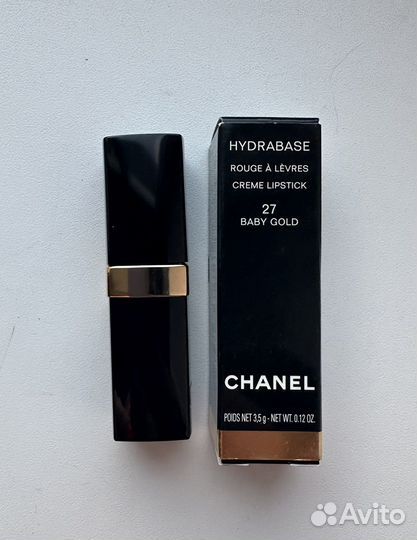 HYDRABASE
ROUGE À LÈVRES
CREME LIPSTICK
27
BABY GOLD
CHANEL
POIDS NET 3,5 g - NET WT. 0.12 OZ.
Avito